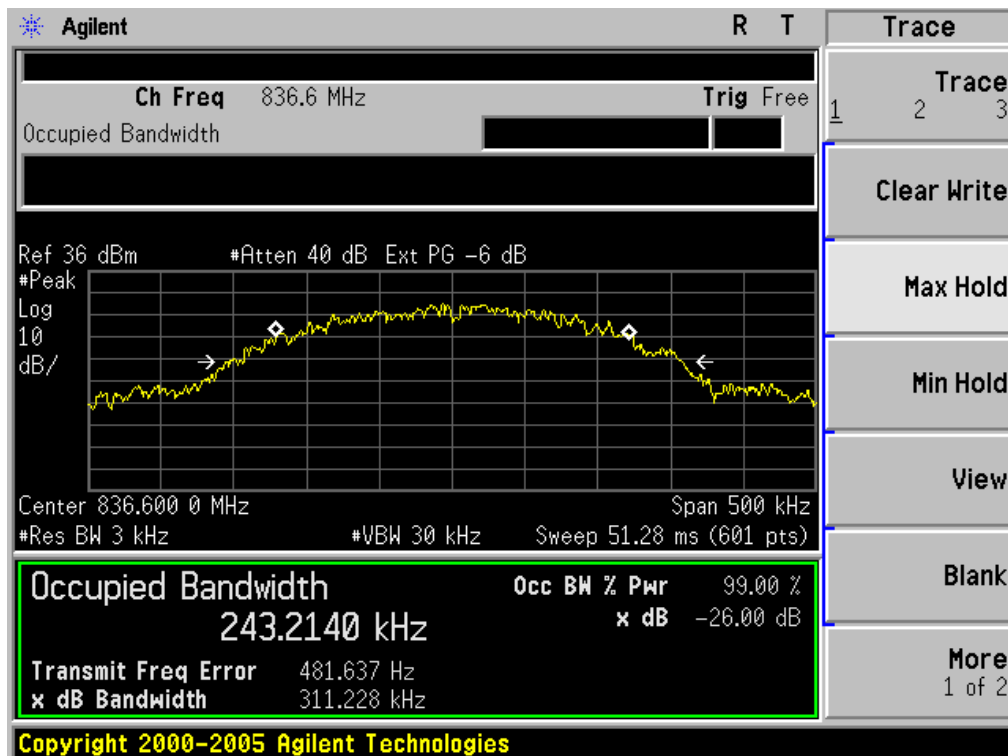 Agilent R T
Ch Freq 836.6 MHz Trig Free
Occupied Bandwidth
Ref 36 dBm #Atten 40 dB Ext PG -6 dB
#Peak
Log
10
dB/
Center 836.600 0 MHz Span 500 kHz
#Res BW 3 kHz #VBW 30 kHz Sweep 51.28 ms (601 pts)
Occupied Bandwidth
243.2140 kHz
Occ BW % Pwr 99.00 %
x dB -26.00 dB
Transmit Freq Error 481.637 Hz
x dB Bandwidth 311.228 kHz
Copyright 2000-2005 Agilent Technologies
Trace
Trace
1 2 3
Clear Write
Max Hold
Min Hold
View
Blank
More
1 of 2